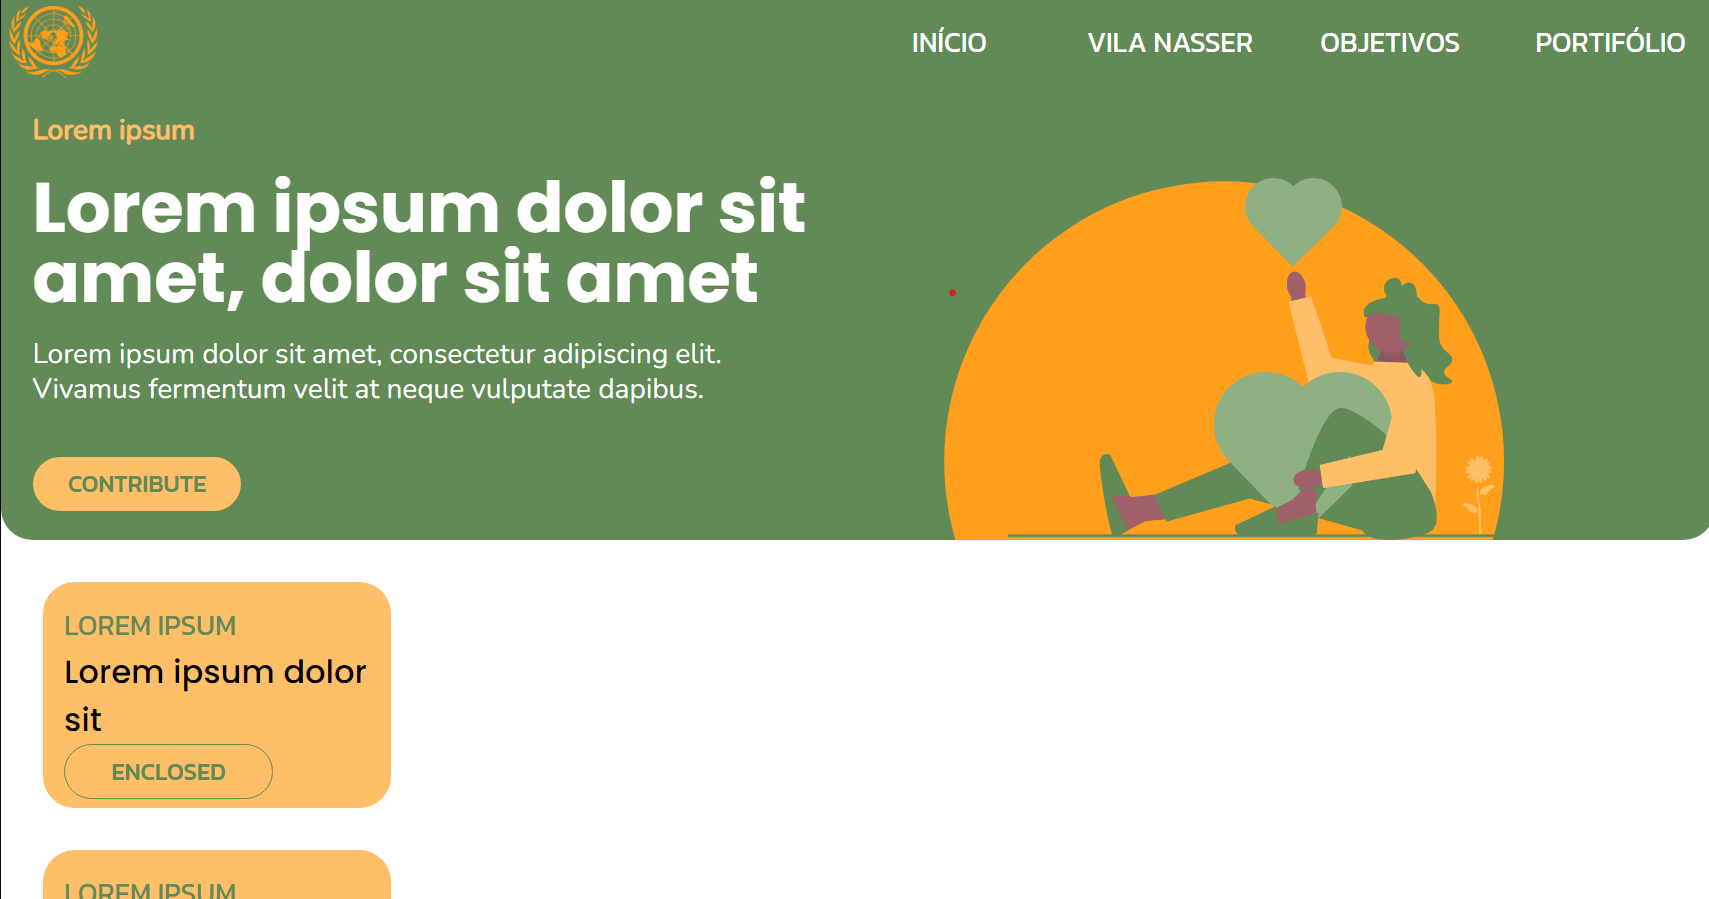 INÍCIO VILA NASSER OBJETIVOS PORTIFÓLIO
Lorem ipsum
Lorem ipsum dolor sit
amet, dolor sit amet
Lorem ipsum dolor sit amet, consectetur adipiscing elit.
Vivamus fermentum velit at neque vulputate dapibus.
CONTRIBUTE
LOREM IPSUM
Lorem ipsum dolor
sit
ENCLOSED
LOREM IPSUM